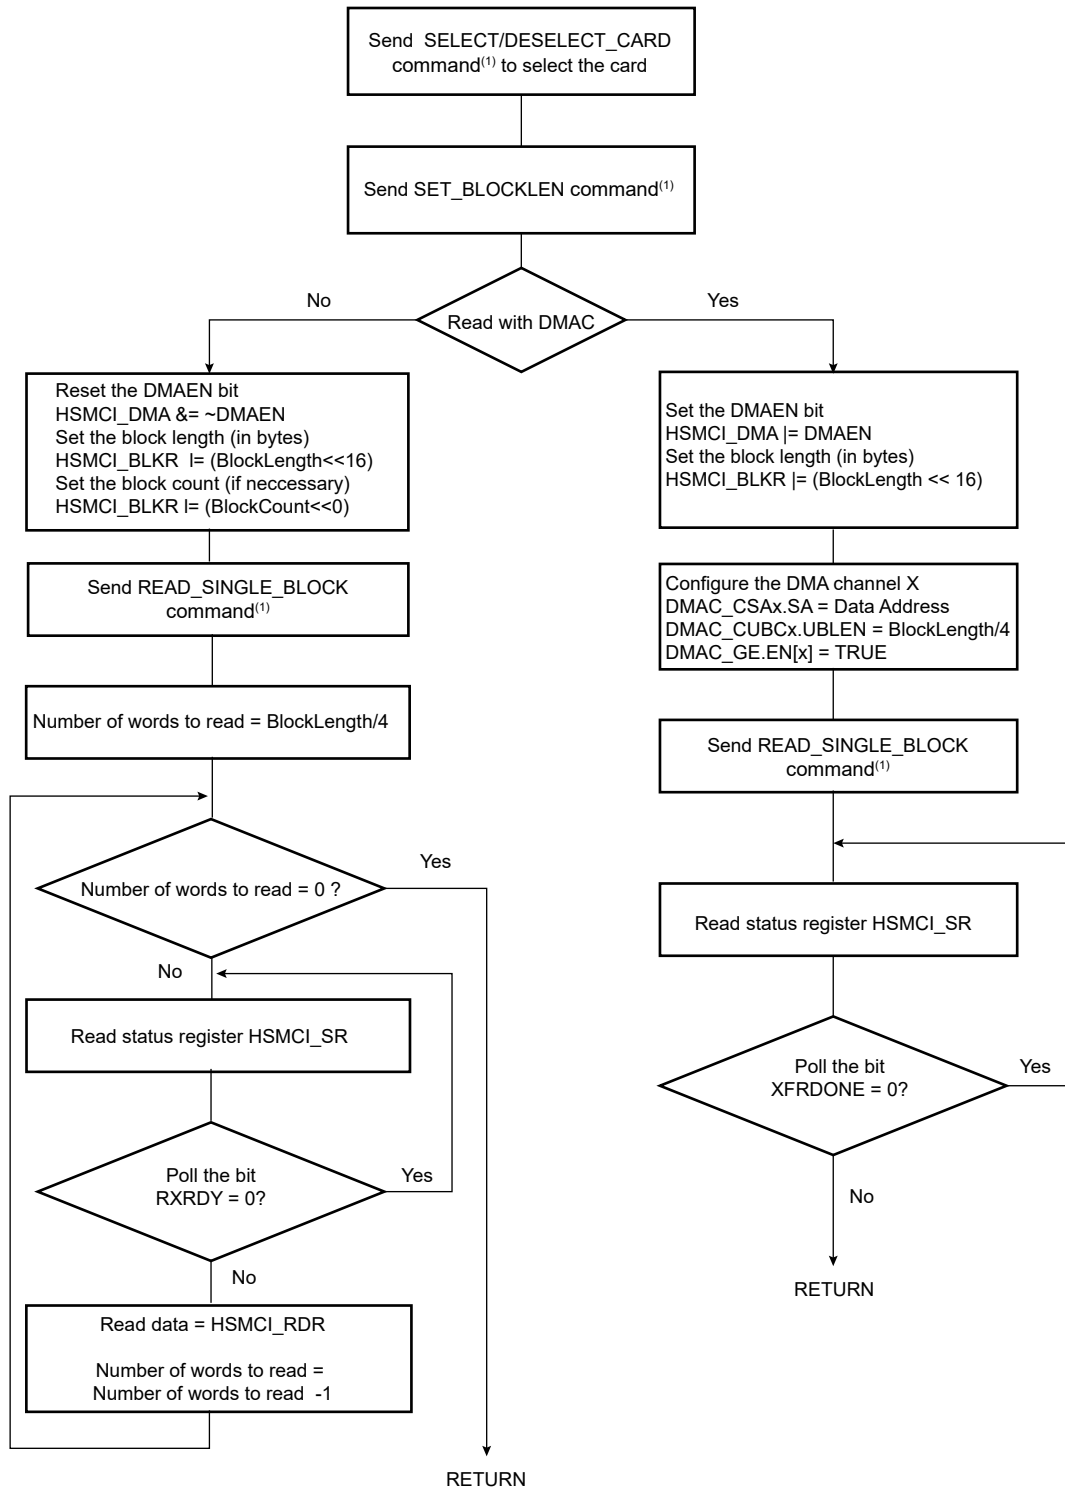 Send SELECT/DESELECT_CARD
command(1) to select the card
Send SET_BLOCKLEN command(1)
No
Yes
Read with DMAC
Reset the DMAEN bit
HSMCI_DMA &= ~DMAEN
Set the block length (in bytes)
HSMCI_BLKR l= (BlockLength<<16)
Set the block count (if neccessary)
HSMCI_BLKR l= (BlockCount<<0)
Send READ_SINGLE_BLOCK
command(1)
Number of words to read = BlockLength/4
Number of words to read = 0 ?
Yes
No
Read status register HSMCI_SR
Poll the bit
RXRDY = 0?
Yes
No
Read data = HSMCI_RDR
Number of words to read =
Number of words to read -1
RETURN
Set the DMAEN bit
HSMCI_DMA |= DMAEN
Set the block length (in bytes)
HSMCI_BLKR |= (BlockLength << 16)
Configure the DMA channel X
DMAC_CSAx.SA = Data Address
DMAC_CUBCx.UBLEN = BlockLength/4
DMAC_GE.EN[x] = TRUE
Send READ_SINGLE_BLOCK
command(1)
Read status register HSMCI_SR
Poll the bit
XFRDONE = 0?
Yes
No
RETURN